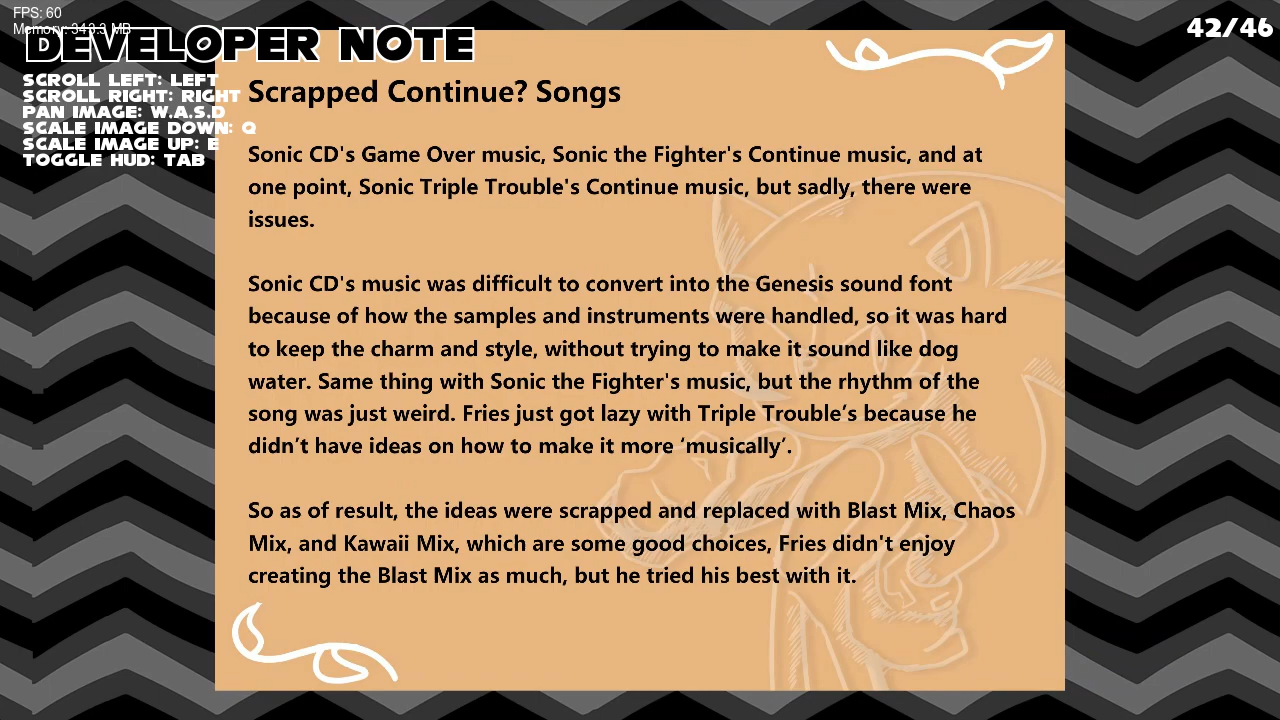 FPS: 60
Memory: 343.3 MB
DEVELOPER NOTE
42/46
SCROLL LEFT: LEFT
SCROLL RIGHT: RIGHT
PAN IMAGE: W.A.S.D
SCALE IMAGE DOWN: Q
SCALE IMAGE UP: E
TOGGLE HUD: TAB
Scrapped Continue? Songs
Sonic CD's Game Over music, Sonic the Fighter's Continue music, and at
one point, Sonic Triple Trouble's Continue music, but sadly, there were
issues.
Sonic CD's music was difficult to convert into the Genesis sound font
because of how the samples and instruments were handled, so it was hard
to keep the charm and style, without trying to make it sound like dog
water. Same thing with Sonic the Fighter's music, but the rhythm of the
song was just weird. Fries just got lazy with Triple Trouble’s because he
didn’t have ideas on how to make it more ‘musically’.
So as of result, the ideas were scrapped and replaced with Blast Mix, Chaos
Mix, and Kawaii Mix, which are some good choices, Fries didn't enjoy
creating the Blast Mix as much, but he tried his best with it.